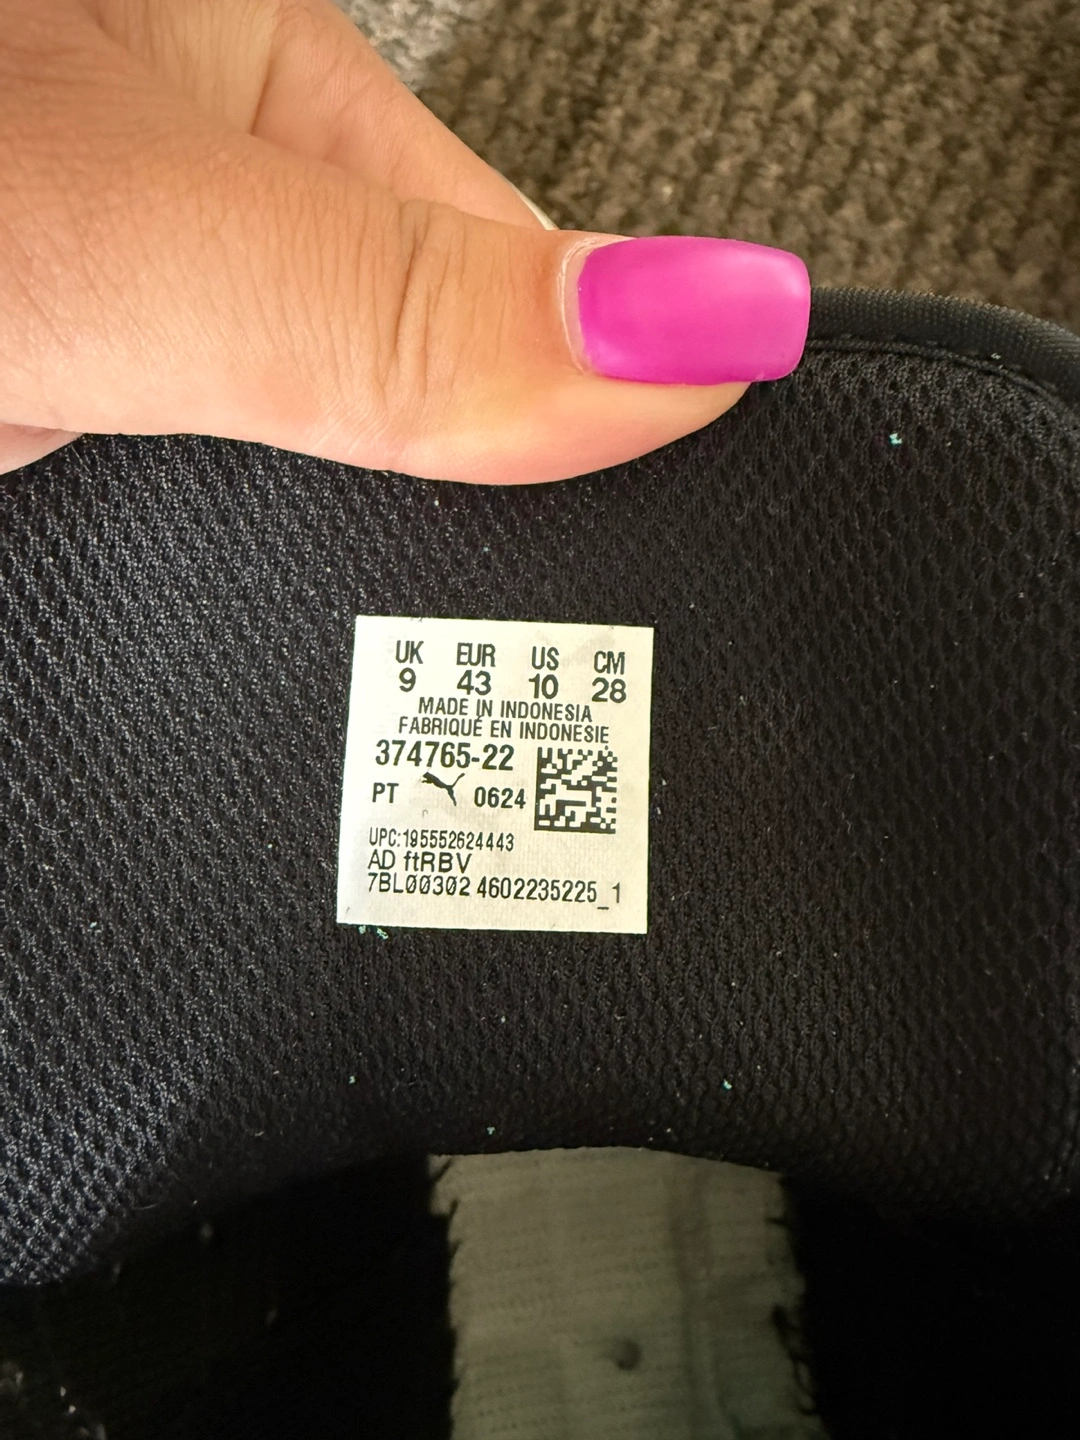 UK EUR US CM
9 43 10 28
MADE IN INDONESIA
FABRIQUÉ EN INDONESIE
374765-22
PT 0624
UPC:195552624443
AD ftRBV
7BL00302 4602235225_1